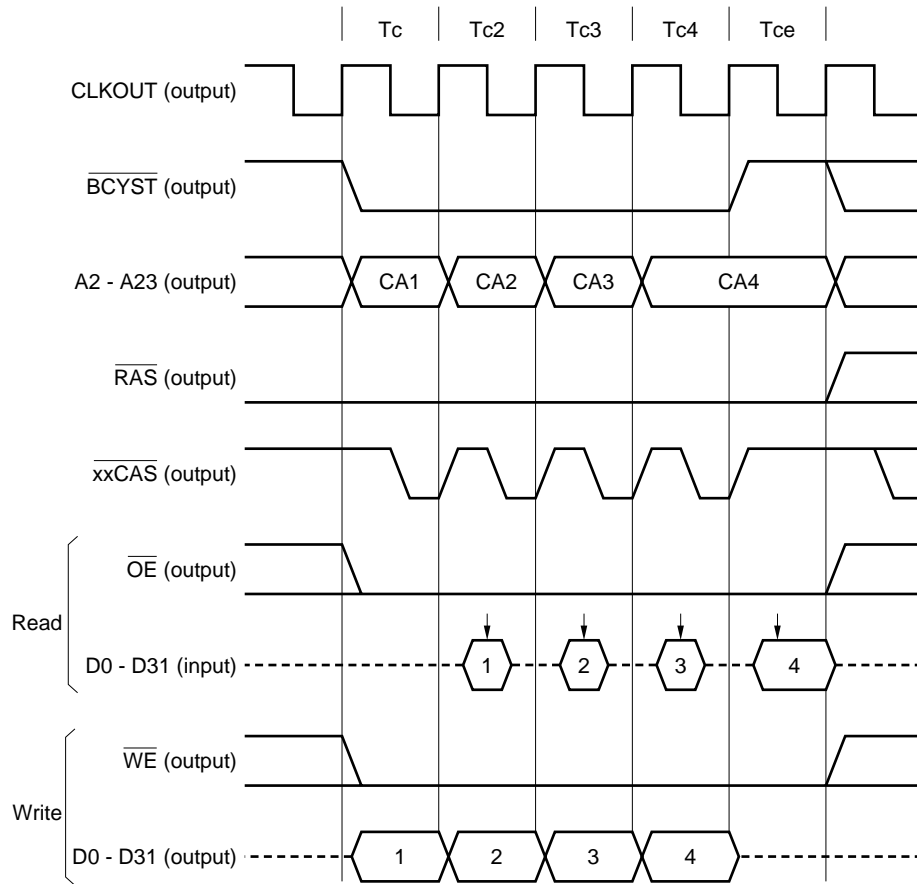 Tc Tc2 Tc3 Tc4 Tce
CLKOUT (output)
BCYST (output)
A2 - A23 (output) CA1 CA2 CA3 CA4
RAS (output)
xxCAS (output)
Read
OE (output)
D0 - D31 (input) 1 2 3 4
Write
WE (output)
D0 - D31 (output) 1 2 3 4